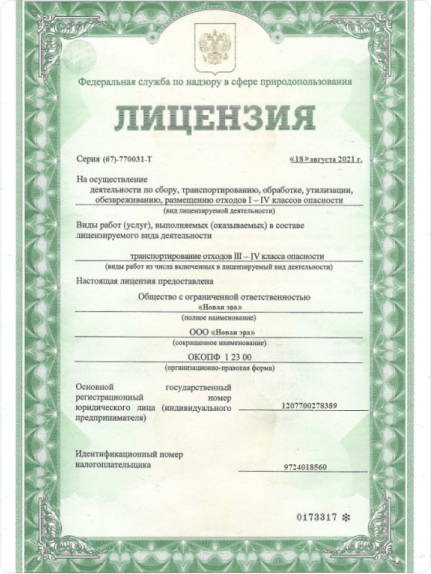 Федеральная служба по надзору в сфере природопользования
ЛИЦЕНЗИЯ
Серия (67)-770031-Т «18» августа 2021 г.
На осуществление
деятельности по сбору, транспортированию, обработке, утилизации,
обезвреживанию, размещению отходов I – IV классов опасности
(вид лицензируемой деятельности)
Виды работ (услуг), выполняемых (оказываемых) в составе
лицензируемого вида деятельности
транспортирование отходов III – IV класса опасности
(виды работ из числа включенных в лицензируемый вид деятельности)
Настоящая лицензия предоставлена
Общество с ограниченной ответственностью
«Новая эра»
(полное наименование)
ООО «Новая эра»
(сокращенное наименование)
ОКОПФ 1 23 00
(организационно-правовая форма)
Основной государственный
регистрационный номер
юридического лица (индивидуального
предпринимателя) 1207700278389
Идентификационный номер
налогоплательщика 9724018560
0173317 ✻